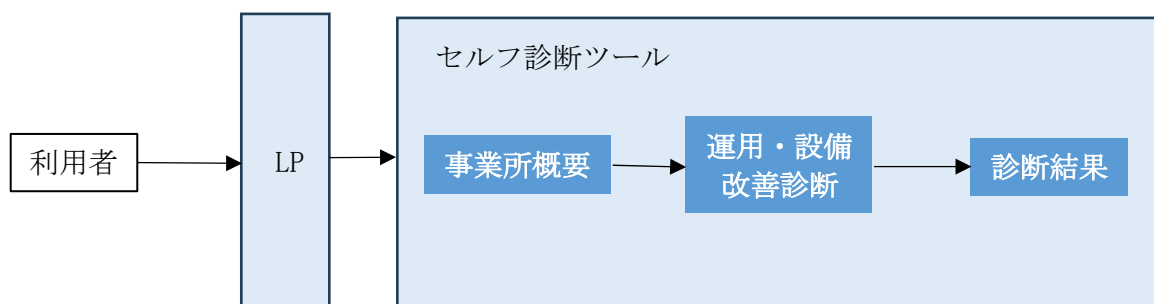 セルフ診断ツール
利用者
LP
事業所概要
運用・設備
改善診断
診断結果